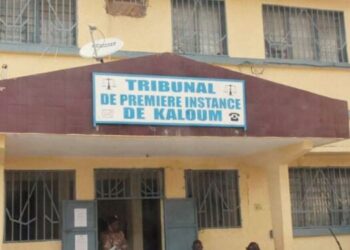 TRIBUNAL
DE PREMIERE INSTANCE
DE KALOUM